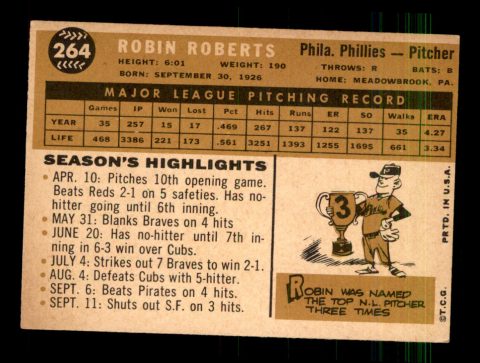 264
ROBIN ROBERTS
Phila. Phillies — Pitcher
HEIGHT: 6:01 WEIGHT: 190 THROWS: R BATS: B
BORN: SEPTEMBER 30, 1926 HOME: MEADOWBROOK, PA.
MAJOR LEAGUE PITCHING RECORD
Games IP Won Lost Pct Hits Runs ER SO Walks ERA
YEAR 35 257 15 17 .469 267 137 122 137 35 4.27
LIFE 468 3386 221 173 .561 3251 1393 1255 1695 661 3.34
SEASON'S HIGHLIGHTS
• APR. 10: Pitches 10th opening game.
Beats Reds 2-1 on 5 safeties. Has no-
hitter going until 6th inning.
• MAY 31: Blanks Braves on 4 hits
• JUNE 20: Has no-hitter until 7th in-
ning in 6-3 win over Cubs.
• JULY 4: Strikes out 7 Braves to win 2-1.
• AUG. 4: Defeats Cubs with 5-hitter.
• SEPT. 6: Beats Pirates on 4 hits.
• SEPT. 11: Shuts out S.F. on 3 hits.
3
ROBIN WAS NAMED
THE TOP N.L. PITCHER
THREE TIMES
©T.C.G. PRTD. IN U.S.A.